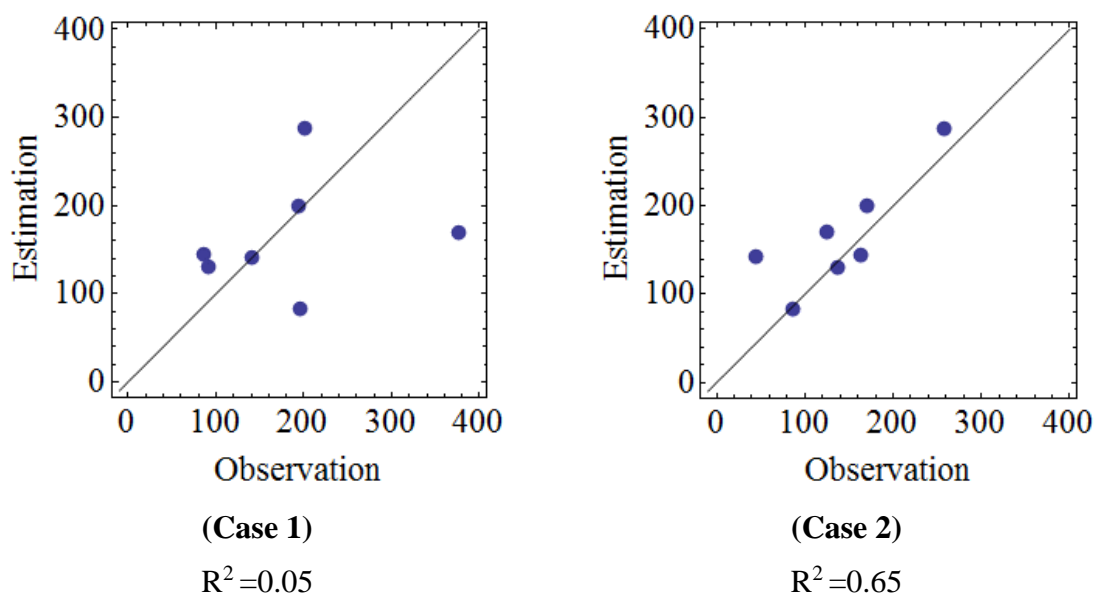 400
300
200
100
0
Estimation
0 100 200 300 400
Observation
(Case 1)
R² =0.05
400
300
200
100
0
Estimation
0 100 200 300 400
Observation
(Case 2)
R² =0.65